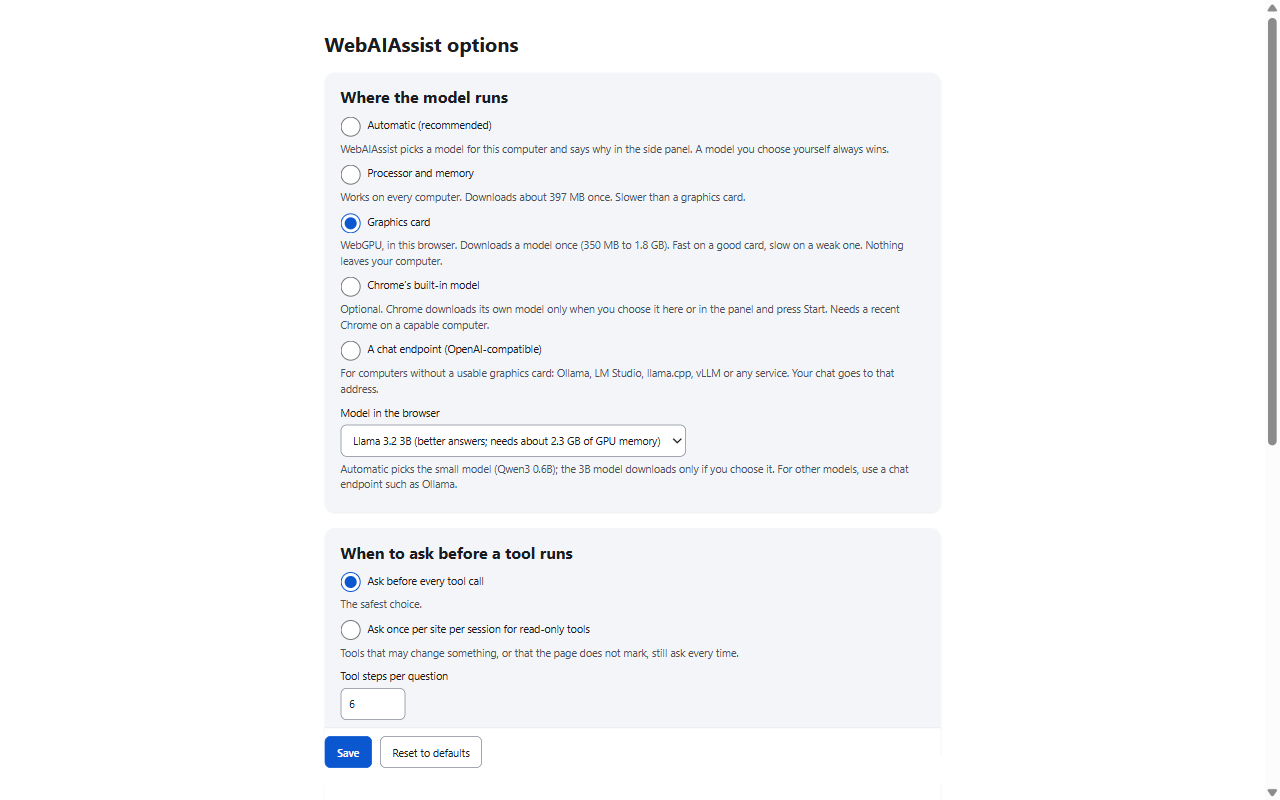 WebAIAssist options
Where the model runs
Automatic (recommended)
WebAIAssist picks a model for this computer and says why in the side panel. A model you choose yourself always wins.
Processor and memory
Works on every computer. Downloads about 397 MB once. Slower than a graphics card.
Graphics card
WebGPU, in this browser. Downloads a model once (350 MB to 1.8 GB). Fast on a good card, slow on a weak one. Nothing
leaves your computer.
Chrome's built-in model
Optional. Chrome downloads its own model only when you choose it here or in the panel and press Start. Needs a recent
Chrome on a capable computer.
A chat endpoint (OpenAI-compatible)
For computers without a usable graphics card: Ollama, LM Studio, llama.cpp, vLLM or any service. Your chat goes to that
address.
Model in the browser
Llama 3.2 3B (better answers; needs about 2.3 GB of GPU memory)
Automatic picks the small model (Qwen3 0.6B); the 3B model downloads only if you choose it. For other models, use a chat
endpoint such as Ollama.
When to ask before a tool runs
Ask before every tool call
The safest choice.
Ask once per site per session for read-only tools
Tools that may change something, or that the page does not mark, still ask every time.
Tool steps per question
6
Save
Reset to defaults